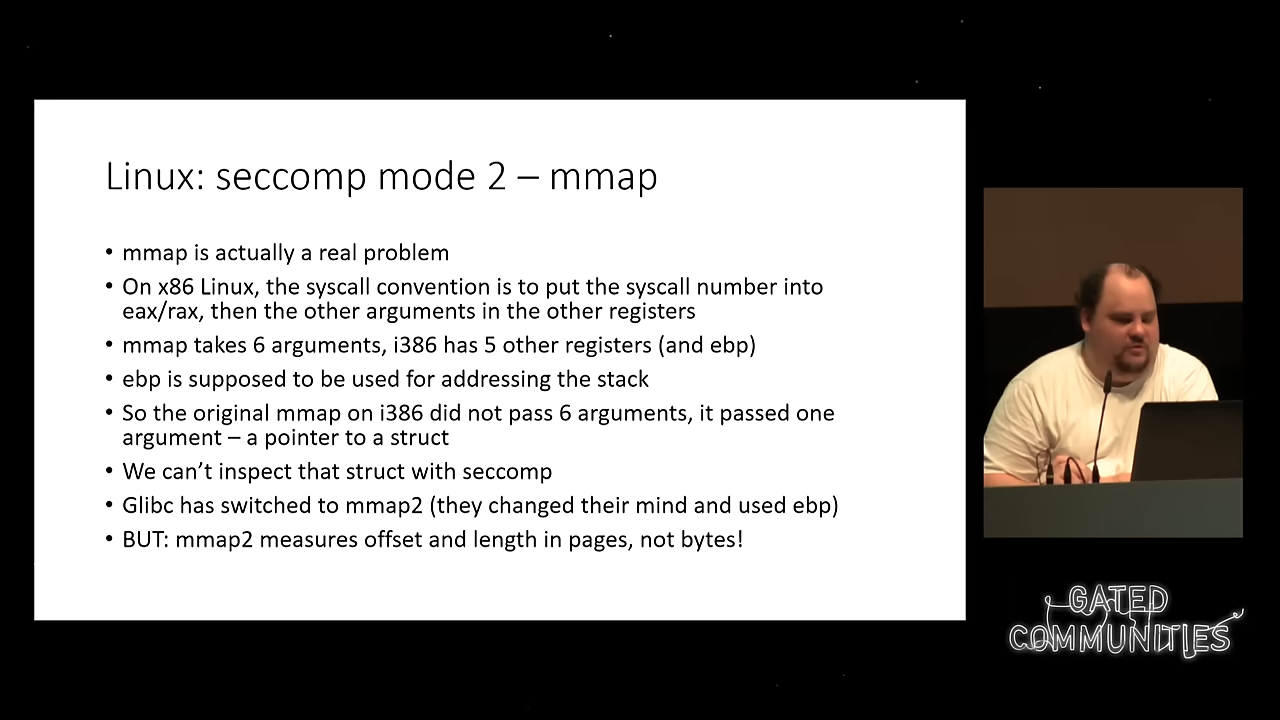 Linux: seccomp mode 2 – mmap
• mmap is actually a real problem
• On x86 Linux, the syscall convention is to put the syscall number into
eax/rax, then the other arguments in the other registers
• mmap takes 6 arguments, i386 has 5 other registers (and ebp)
• ebp is supposed to be used for addressing the stack
• So the original mmap on i386 did not pass 6 arguments, it passed one
argument – a pointer to a struct
• We can’t inspect that struct with seccomp
• Glibc has switched to mmap2 (they changed their mind and used ebp)
• BUT: mmap2 measures offset and length in pages, not bytes!
GATED
COMMUNITIES